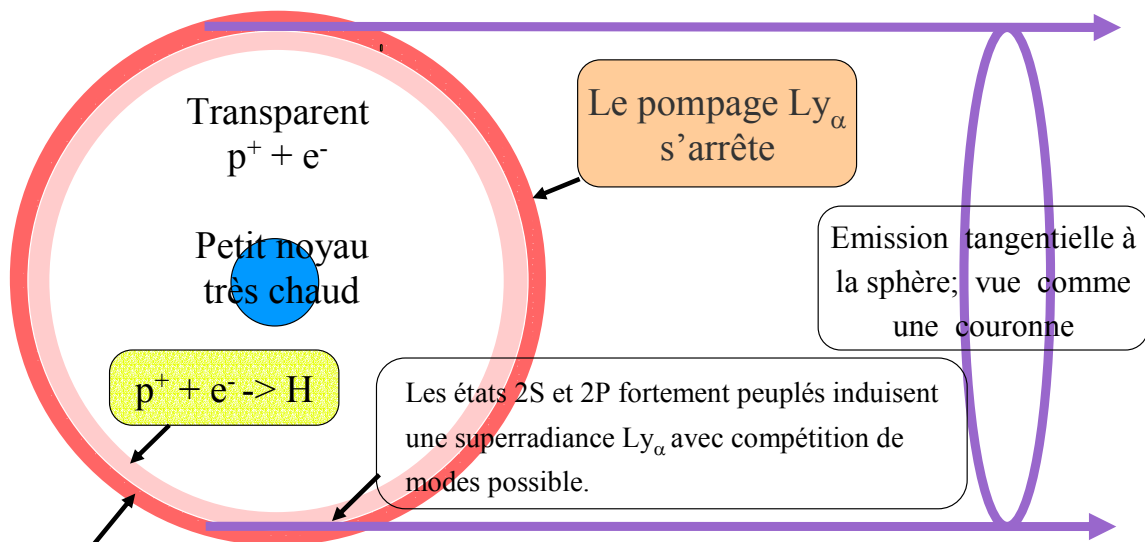 Transparent
p⁺ + e⁻
Le pompage Lyα
s’arrête
Petit noyau
très chaud
Emission tangentielle à
la sphère; vue comme
une couronne
p⁺ + e⁻ -> H
Les états 2S et 2P fortement peuplés induisent
une superradiance Lyα avec compétition de
modes possible.